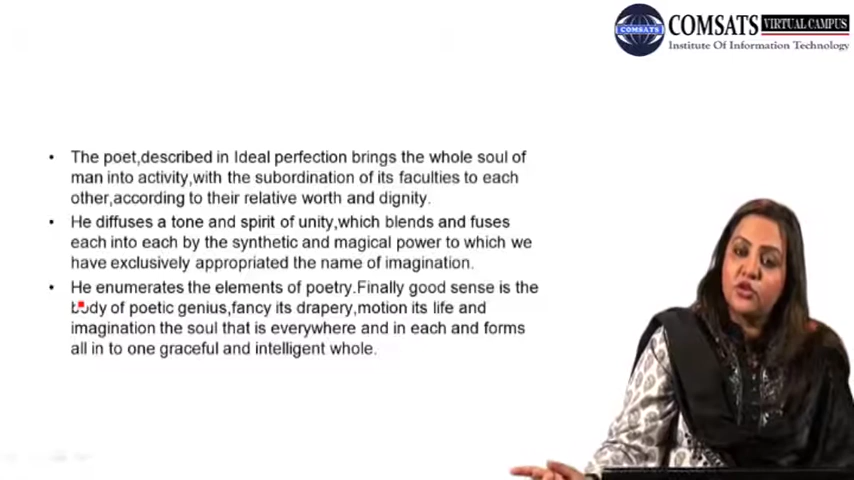 COMSATS VIRTUAL CAMPUS
COMSATS
Institute Of Information Technology
• The poet,described in Ideal perfection brings the whole soul of
man into activity,with the subordination of its faculties to each
other,according to their relative worth and dignity.
• He diffuses a tone and spirit of unity,which blends and fuses
each into each by the synthetic and magical power to which we
have exclusively appropriated the name of imagination.
• He enumerates the elements of poetry.Finally good sense is the
body of poetic genius,fancy its drapery,motion its life and
imagination the soul that is everywhere and in each and forms
all in to one graceful and intelligent whole.